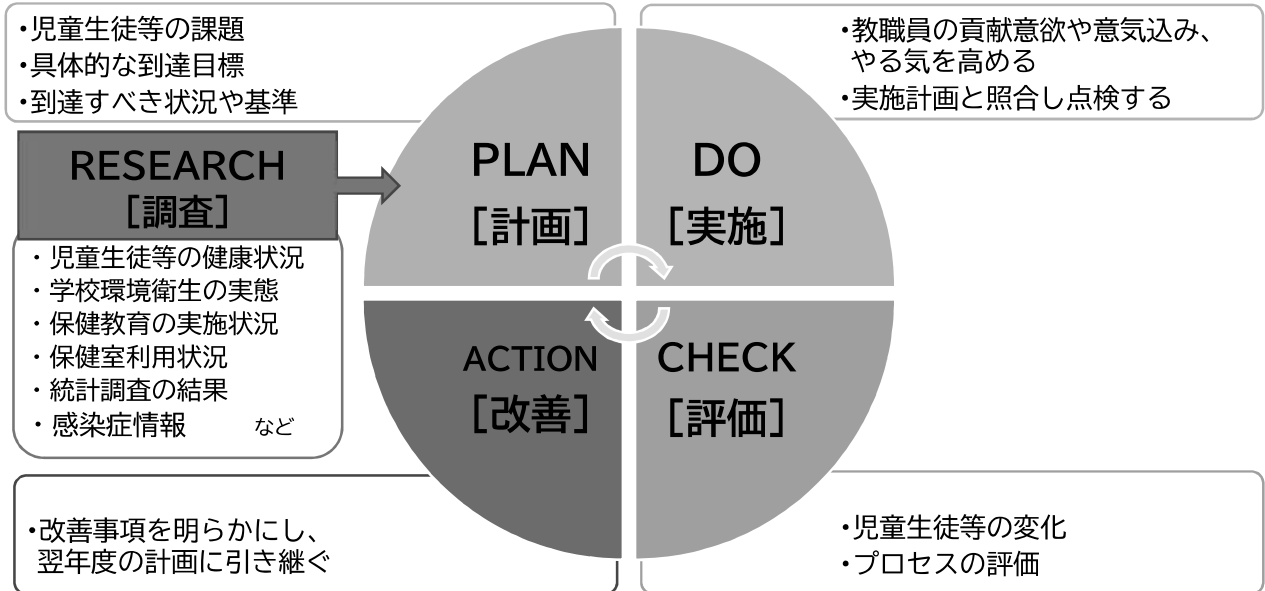 ・児童生徒等の課題
・具体的な到達目標
・到達すべき状況や基準
・教職員の貢献意欲や意気込み、
やる気を高める
・実施計画と照合し点検する
RESEARCH
［調査］
・児童生徒等の健康状況
・学校環境衛生の実態
・保健教育の実施状況
・保健室利用状況
・統計調査の結果
・感染症情報 など
PLAN
［計画］
DO
［実施］
ACTION
［改善］
CHECK
［評価］
・改善事項を明らかにし、
翌年度の計画に引き継ぐ
・児童生徒等の変化
・プロセスの評価